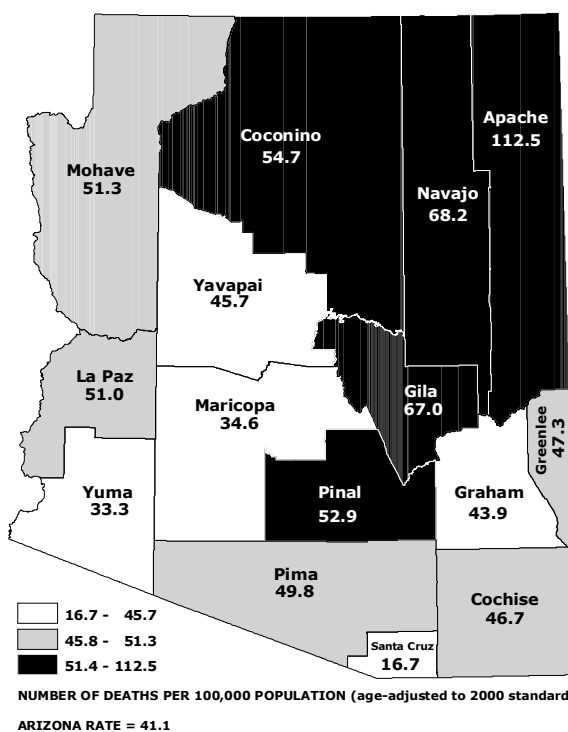 Coconino
54.7
Apache
112.5
Mohave
51.3
Navajo
68.2
Yavapai
45.7
La Paz
51.0
Maricopa
34.6
Gila
67.0
Greenlee
47.3
Yuma
33.3
Pinal
52.9
Graham
43.9
Pima
49.8
Cochise
46.7
Santa Cruz
16.7
16.7 - 45.7
45.8 - 51.3
51.4 - 112.5
NUMBER OF DEATHS PER 100,000 POPULATION (age-adjusted to 2000 standard
ARIZONA RATE = 41.1